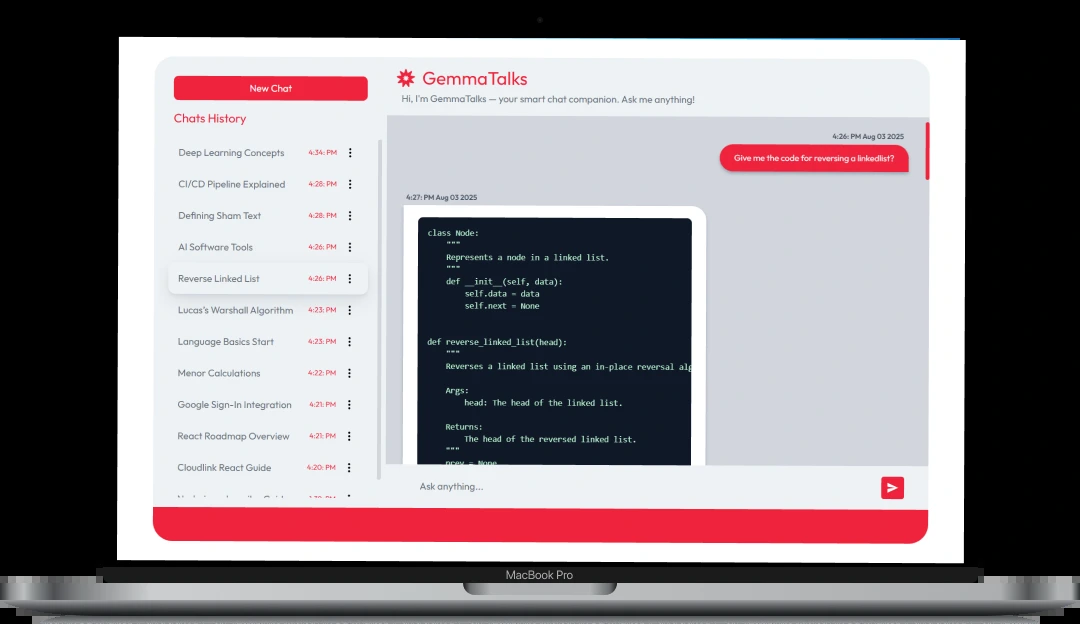 New Chat
Chats History
Deep Learning Concepts 4:34: PM
CI/CD Pipeline Explained 4:28: PM
Defining Sham Text 4:28: PM
AI Software Tools 4:26: PM
Reverse Linked List 4:26: PM
Lucas's Warshall Algorithm 4:23: PM
Language Basics Start 4:23: PM
Menor Calculations 4:22: PM
Google Sign-In Integration 4:21: PM
React Roadmap Overview 4:21: PM
Cloudlink React Guide 4:20: PM
GemmaTalks
Hi, I'm GemmaTalks — your smart chat companion. Ask me anything!
4:26: PM Aug 03 2025
Give me the code for reversing a linkedlist?
4:27: PM Aug 03 2025
class Node:
"""
Represents a node in a linked list.
"""
def __init__(self, data):
self.data = data
self.next = None
def reverse_linked_list(head):
"""
Reverses a linked list using an in-place reversal alg
Args:
head: The head of the linked list.
Returns:
The head of the reversed linked list.
"""
prev = None
Ask anything...
MacBook Pro